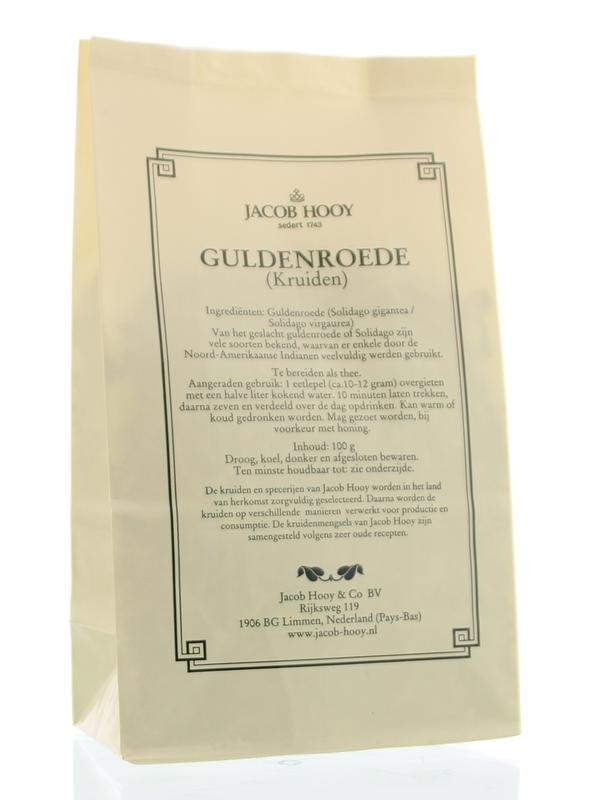 JACOB HOOY
sedert 1743
GULDENROEDE
(Kruiden)
Ingrediënten: Guldenroede (Solidago gigantea /
Solidago virgaurea)
Van het geslacht guldenroede of Solidago zijn
vele soorten bekend, waarvan er enkele door de
Noord-Amerikaanse Indianen veelvuldig werden gebruikt.
Te bereiden als thee.
Aangeraden gebruik: 1 eetlepel (ca.10-12 gram) overgieten
met een halve liter kokend water. 10 minuten laten trekken,
daarna zeven en verdeeld over de dag opdrinken. Kan warm of
koud gedronken worden. Mag gezoet worden, bij
voorkeur met honing.
Inhoud: 100 g
Droog, koel, donker en afgesloten bewaren.
Ten minste houdbaar tot: zie onderzijde.
De kruiden en specerijen van Jacob Hooy worden in het land
van herkomst zorgvuldig geselecteerd. Daarna worden de
kruiden op verschillende manieren verwerkt voor productie en
consumptie. De kruidenmengsels van Jacob Hooy zijn
samengesteld volgens zeer oude recepten.
Jacob Hooy & Co BV
Rijksweg 119
1906 BG Limmen, Nederland (Pays-Bas)
www.jacob-hooy.nl